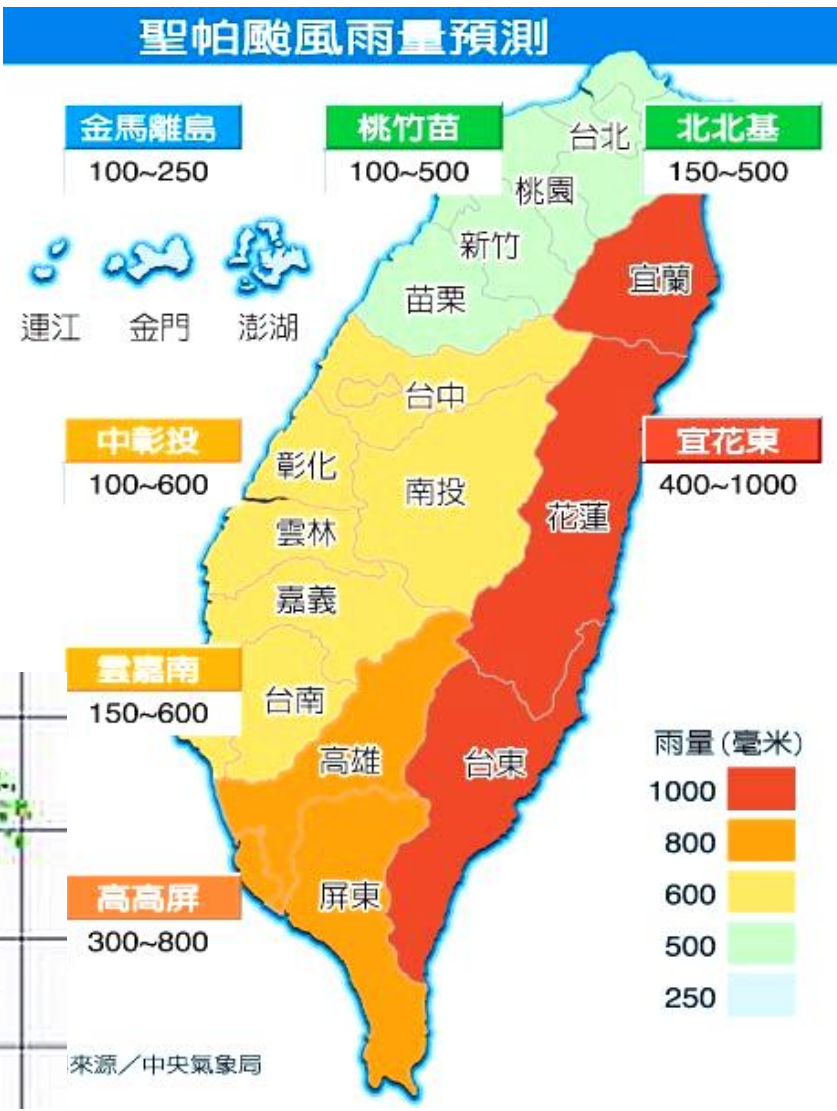 聖帕颱風雨量預測
金馬離島
100~250
桃竹苗
100~500
北北基
150~500
台北
桃園
新竹
苗栗
宜蘭
連江
金門
澎湖
台中
中彰投
100~600
彰化
南投
宜花東
400~1000
花蓮
雲林
嘉義
雲嘉南
150~600
台南
高雄
台東
屏東
高高屏
300~800
雨量(毫米)
1000
800
600
500
250
來源／中央氣象局